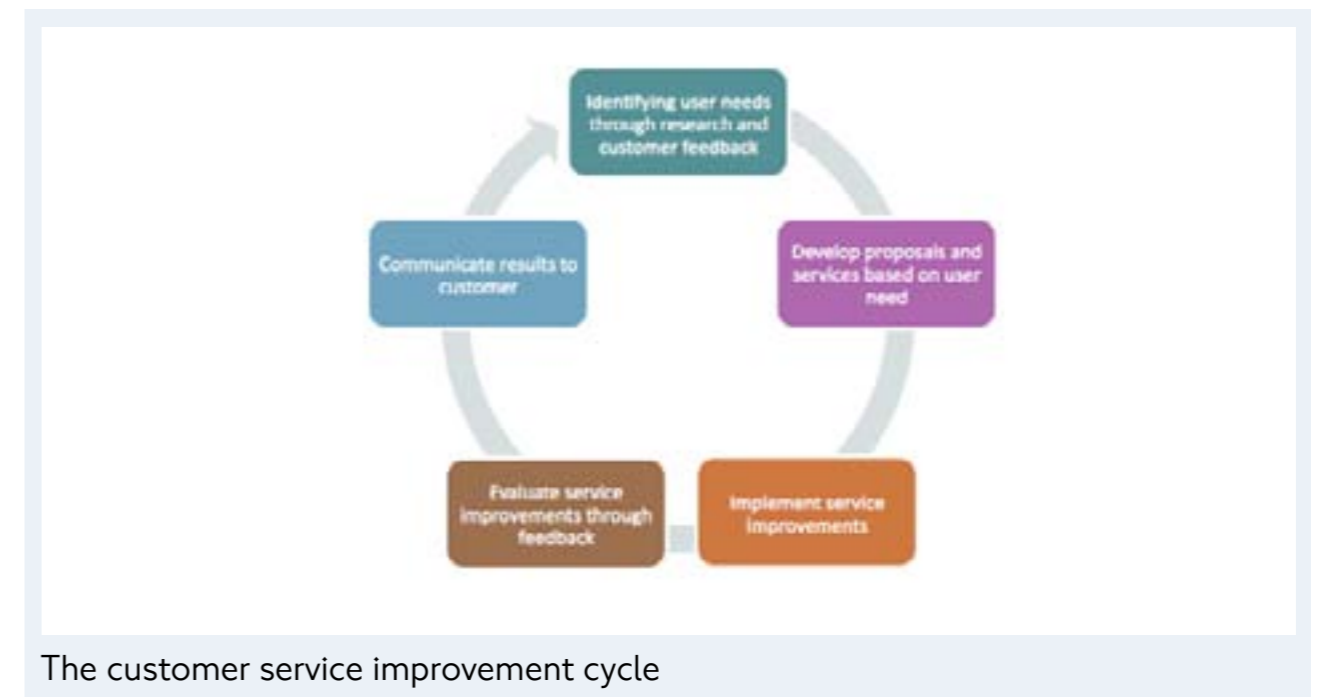 Identifying user needs
through research and
customer feedback
Communicate results to
customer
Develop proposals and
services based on user
need
Evaluate service
improvements through
feedback
Implement service
improvements
The customer service improvement cycle